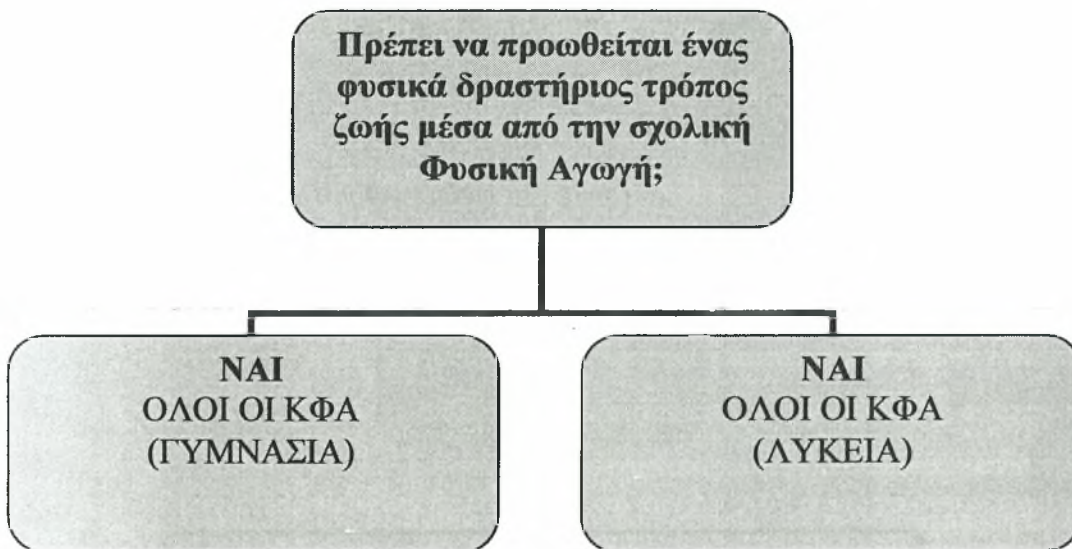 Πρέπει να προωθείται ένας
φυσικά δραστήριος τρόπος
ζωής μέσα από την σχολική
Φυσική Αγωγή;
ΝΑΙ
ΟΛΟΙ ΟΙ ΚΦΑ
(ΓΥΜΝΑΣΙΑ)
ΝΑΙ
ΟΛΟΙ ΟΙ ΚΦΑ
(ΛΥΚΕΙΑ)